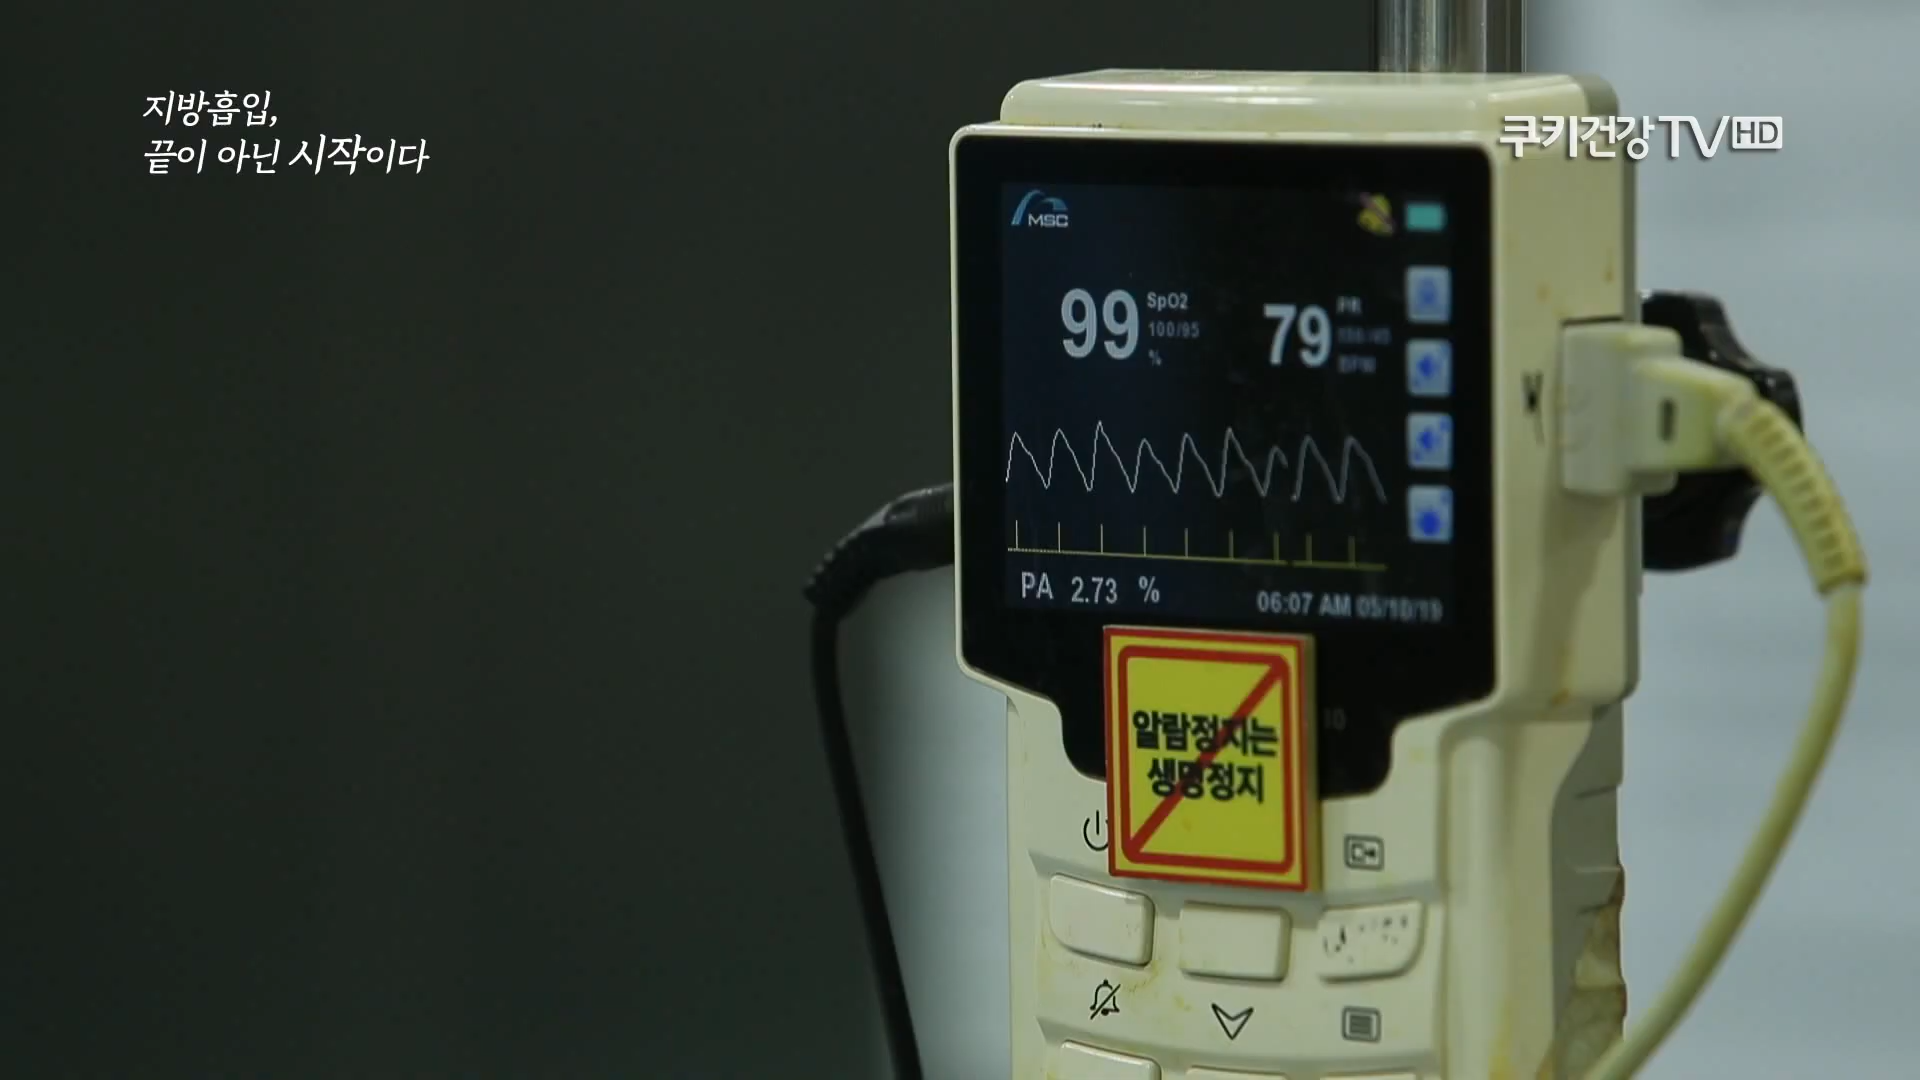 지방흡입,
끝이 아닌 시작이다
쿠키건강TV HD
MSC
99 SpO2 79 PR
100/95
%
PA 2.73 % 06:07 AM 05/10/19
알람정지는
생명정지